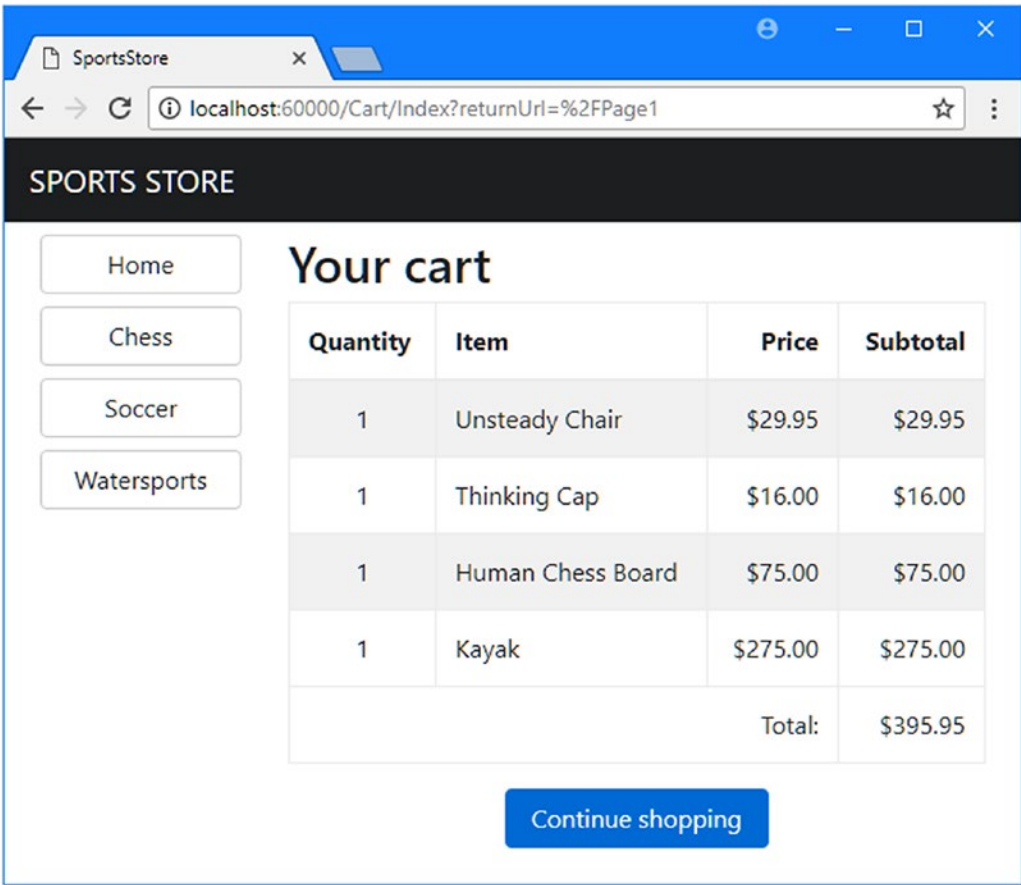 SportsStore
localhost:60000/Cart/Index?returnUrl=%2FPage1
SPORTS STORE
Home
Chess
Soccer
Watersports
Your cart
Quantity Item Price Subtotal
1 Unsteady Chair $29.95 $29.95
1 Thinking Cap $16.00 $16.00
1 Human Chess Board $75.00 $75.00
1 Kayak $275.00 $275.00
Total: $395.95
Continue shopping